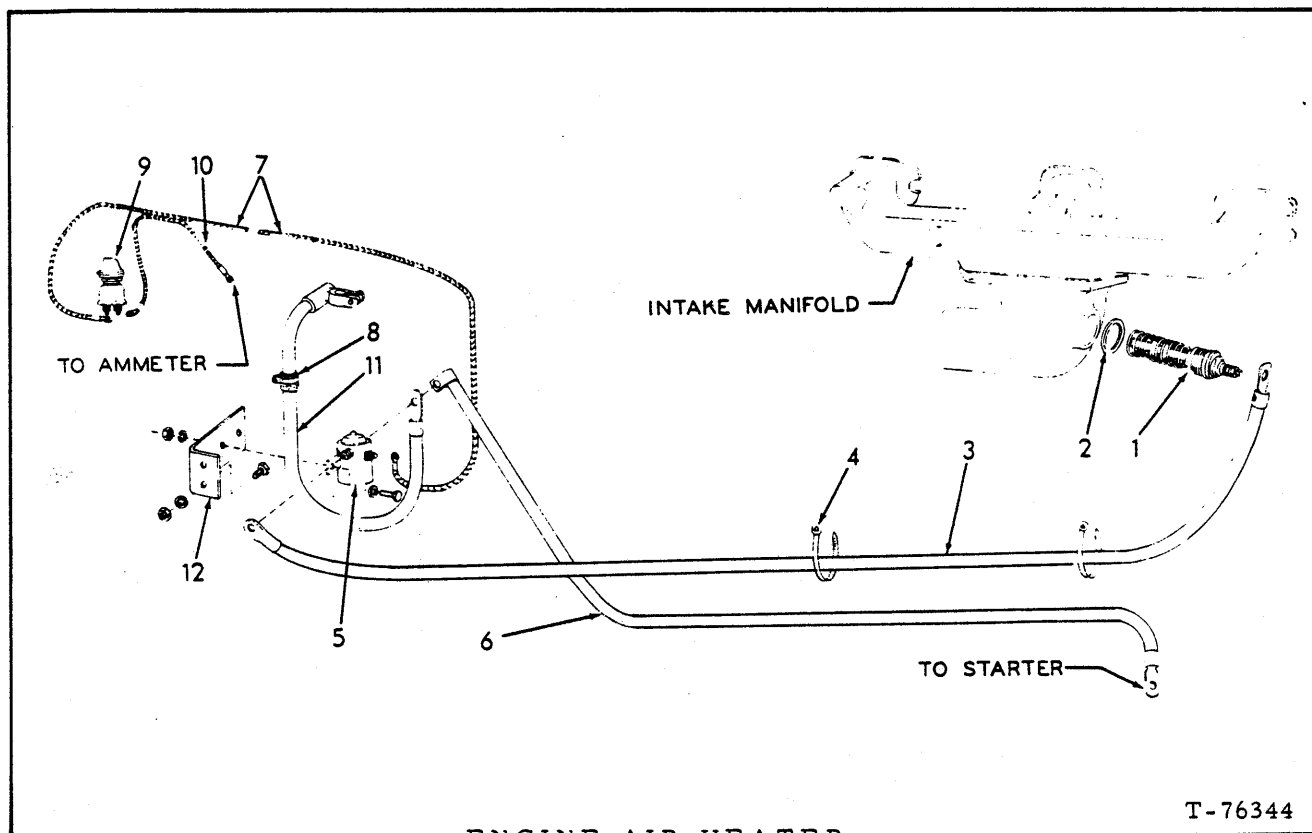 9 10 7
INTAKE MANIFOLD
8
TO AMMETER
11
2 1
4 3
12
5 6
TO STARTER
T-76344
ENGINE AIR HEATER